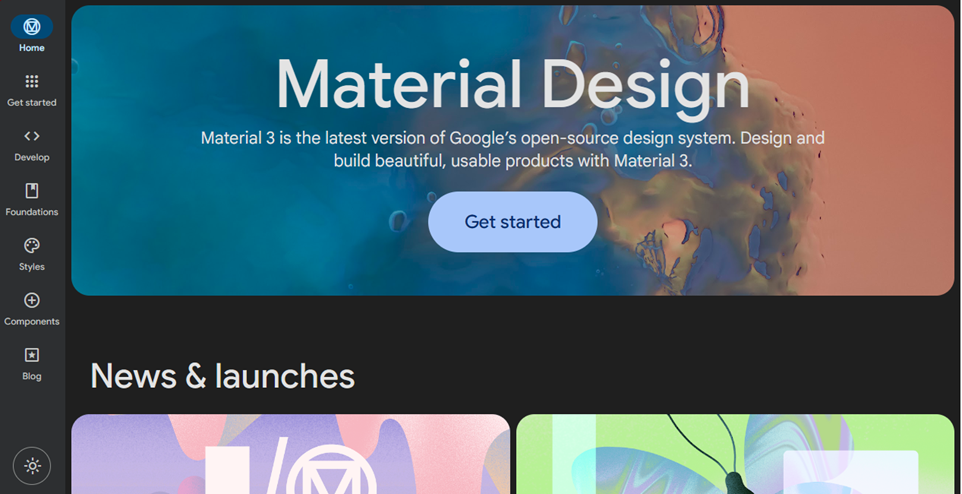 Home
Get started
Develop
Foundations
Styles
Components
Blog
Material Design
Material 3 is the latest version of Google’s open-source design system. Design and
build beautiful, usable products with Material 3.
Get started
News & launches